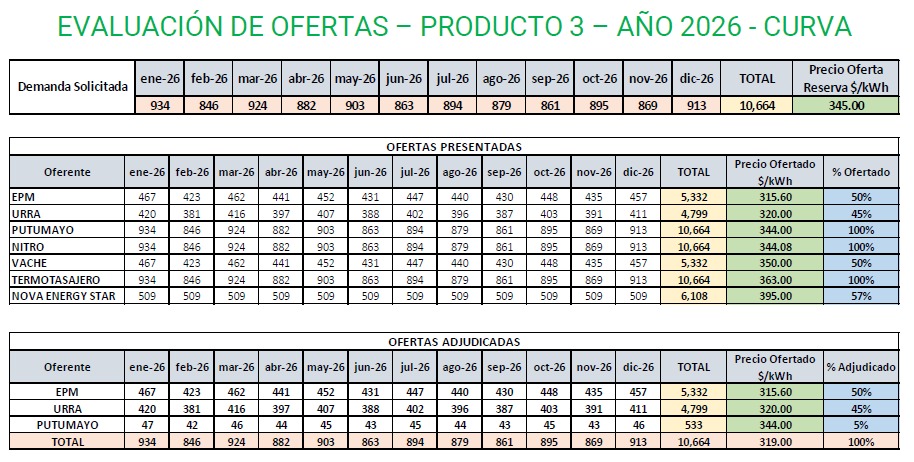 EVALUACIÓN DE OFERTAS – PRODUCTO 3 – AÑO 2026 - CURVA
Demanda Solicitada ene-26 feb-26 mar-26 abr-26 may-26 jun-26 jul-26 ago-26 sep-26 oct-26 nov-26 dic-26 TOTAL Precio Oferta Reserva $/kWh
934 846 924 882 903 863 894 879 861 895 869 913 10,664 345.00
OFERTAS PRESENTADAS
Oferente ene-26 feb-26 mar-26 abr-26 may-26 jun-26 jul-26 ago-26 sep-26 oct-26 nov-26 dic-26 TOTAL Precio Ofertado $/kWh % Ofertado
EPM 467 423 462 441 452 431 447 440 430 448 435 457 5,332 315.60 50%
URRA 420 381 416 397 407 388 402 396 387 403 391 411 4,799 320.00 45%
PUTUMAYO 934 846 924 882 903 863 894 879 861 895 869 913 10,664 344.00 100%
NITRO 934 846 924 882 903 863 894 879 861 895 869 913 10,664 344.08 100%
VACHE 467 423 462 441 452 431 447 440 430 448 435 457 5,332 350.00 50%
TERMOTASAJERO 934 846 924 882 903 863 894 879 861 895 869 913 10,664 363.00 100%
NOVA ENERGY STAR 509 509 509 509 509 509 509 509 509 509 509 509 6,108 395.00 57%
OFERTAS ADJUDICADAS
Oferente ene-26 feb-26 mar-26 abr-26 may-26 jun-26 jul-26 ago-26 sep-26 oct-26 nov-26 dic-26 TOTAL Precio Ofertado $/kWh % Adjudicado
EPM 467 423 462 441 452 431 447 440 430 448 435 457 5,332 315.60 50%
URRA 420 381 416 397 407 388 402 396 387 403 391 411 4,799 320.00 45%
PUTUMAYO 47 42 46 44 45 43 45 44 43 45 43 46 533 344.00 5%
TOTAL 934 846 924 882 903 863 894 879 861 895 869 913 10,664 319.00 100%